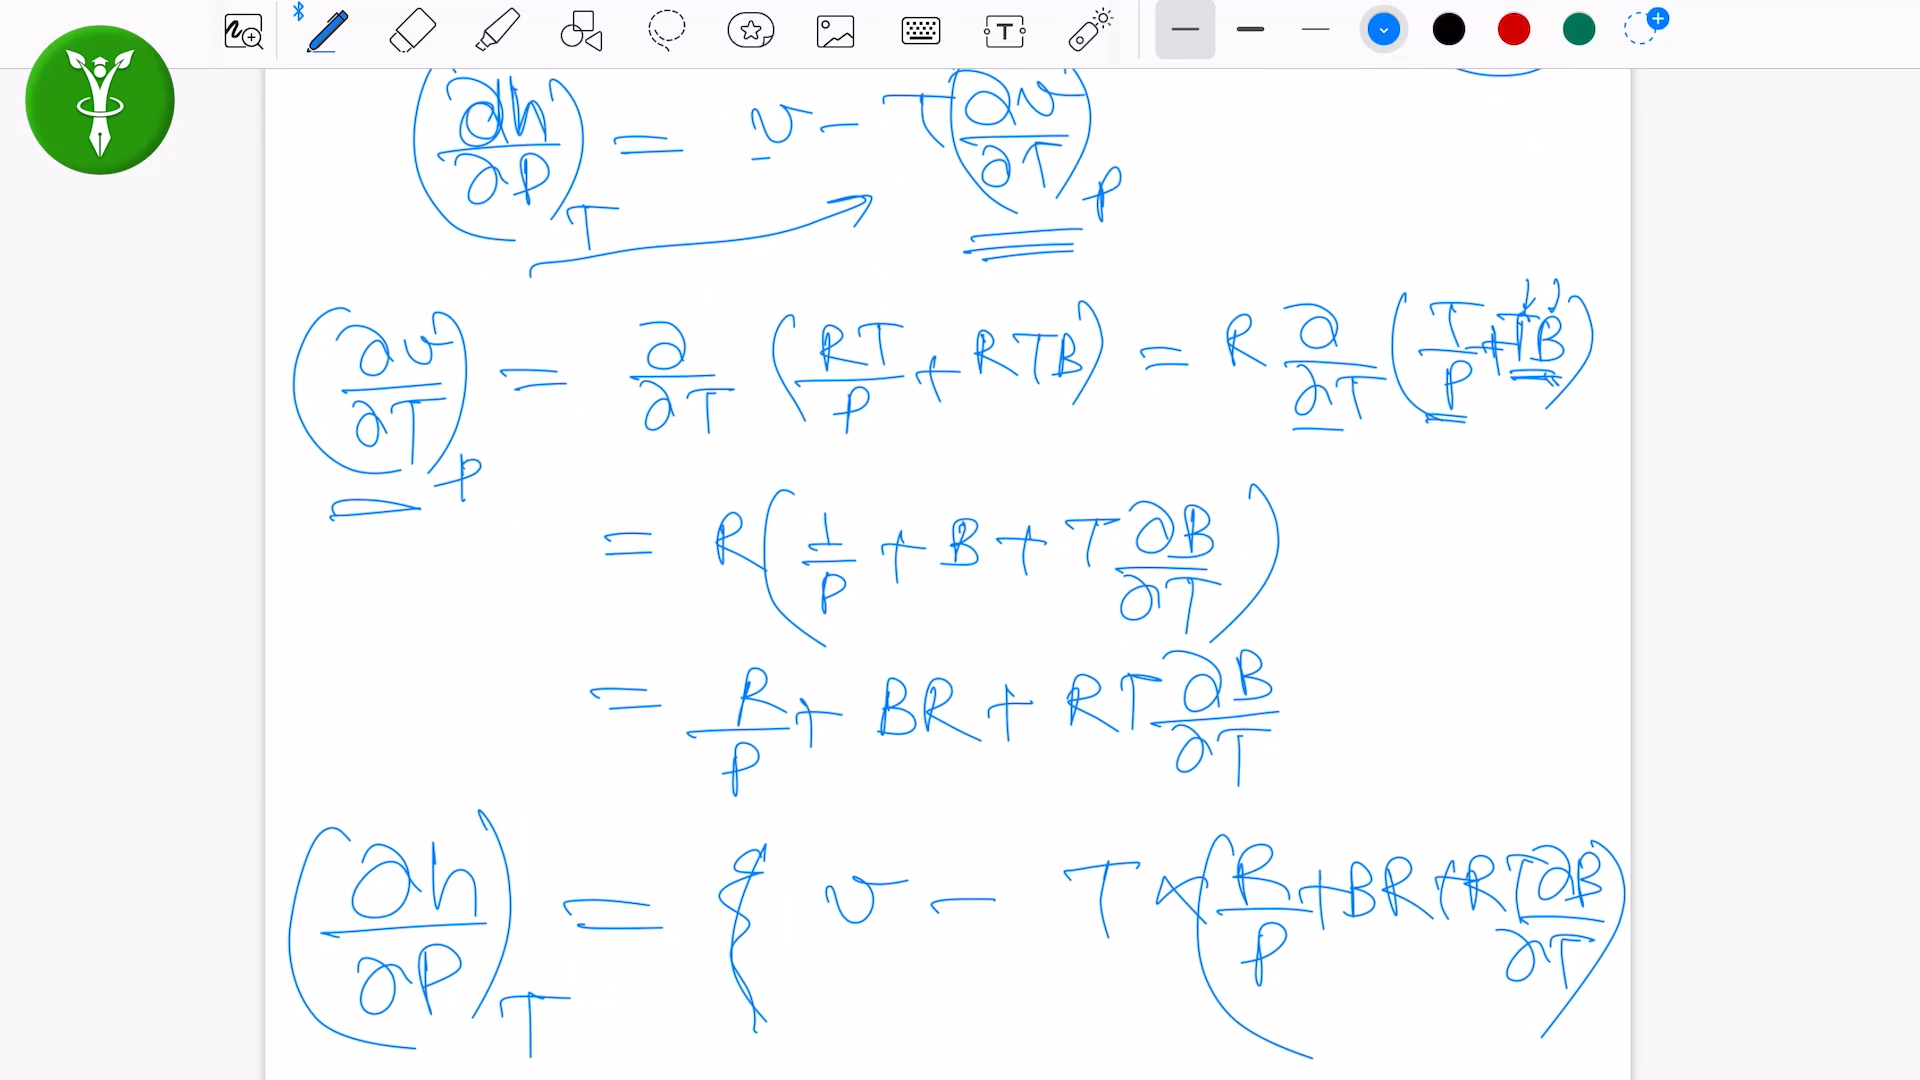 (∂h/∂P)_T = v - T(∂v/∂T)_P
(∂v/∂T)_P = ∂/∂T (RT/P + RTB) = R ∂/∂T (T/P + TB)
= R(1/P + B + T ∂B/∂T)
= R/P + BR + RT ∂B/∂T
(∂h/∂P)_T = { v - T × (R/P + BR + RT ∂B/∂T)